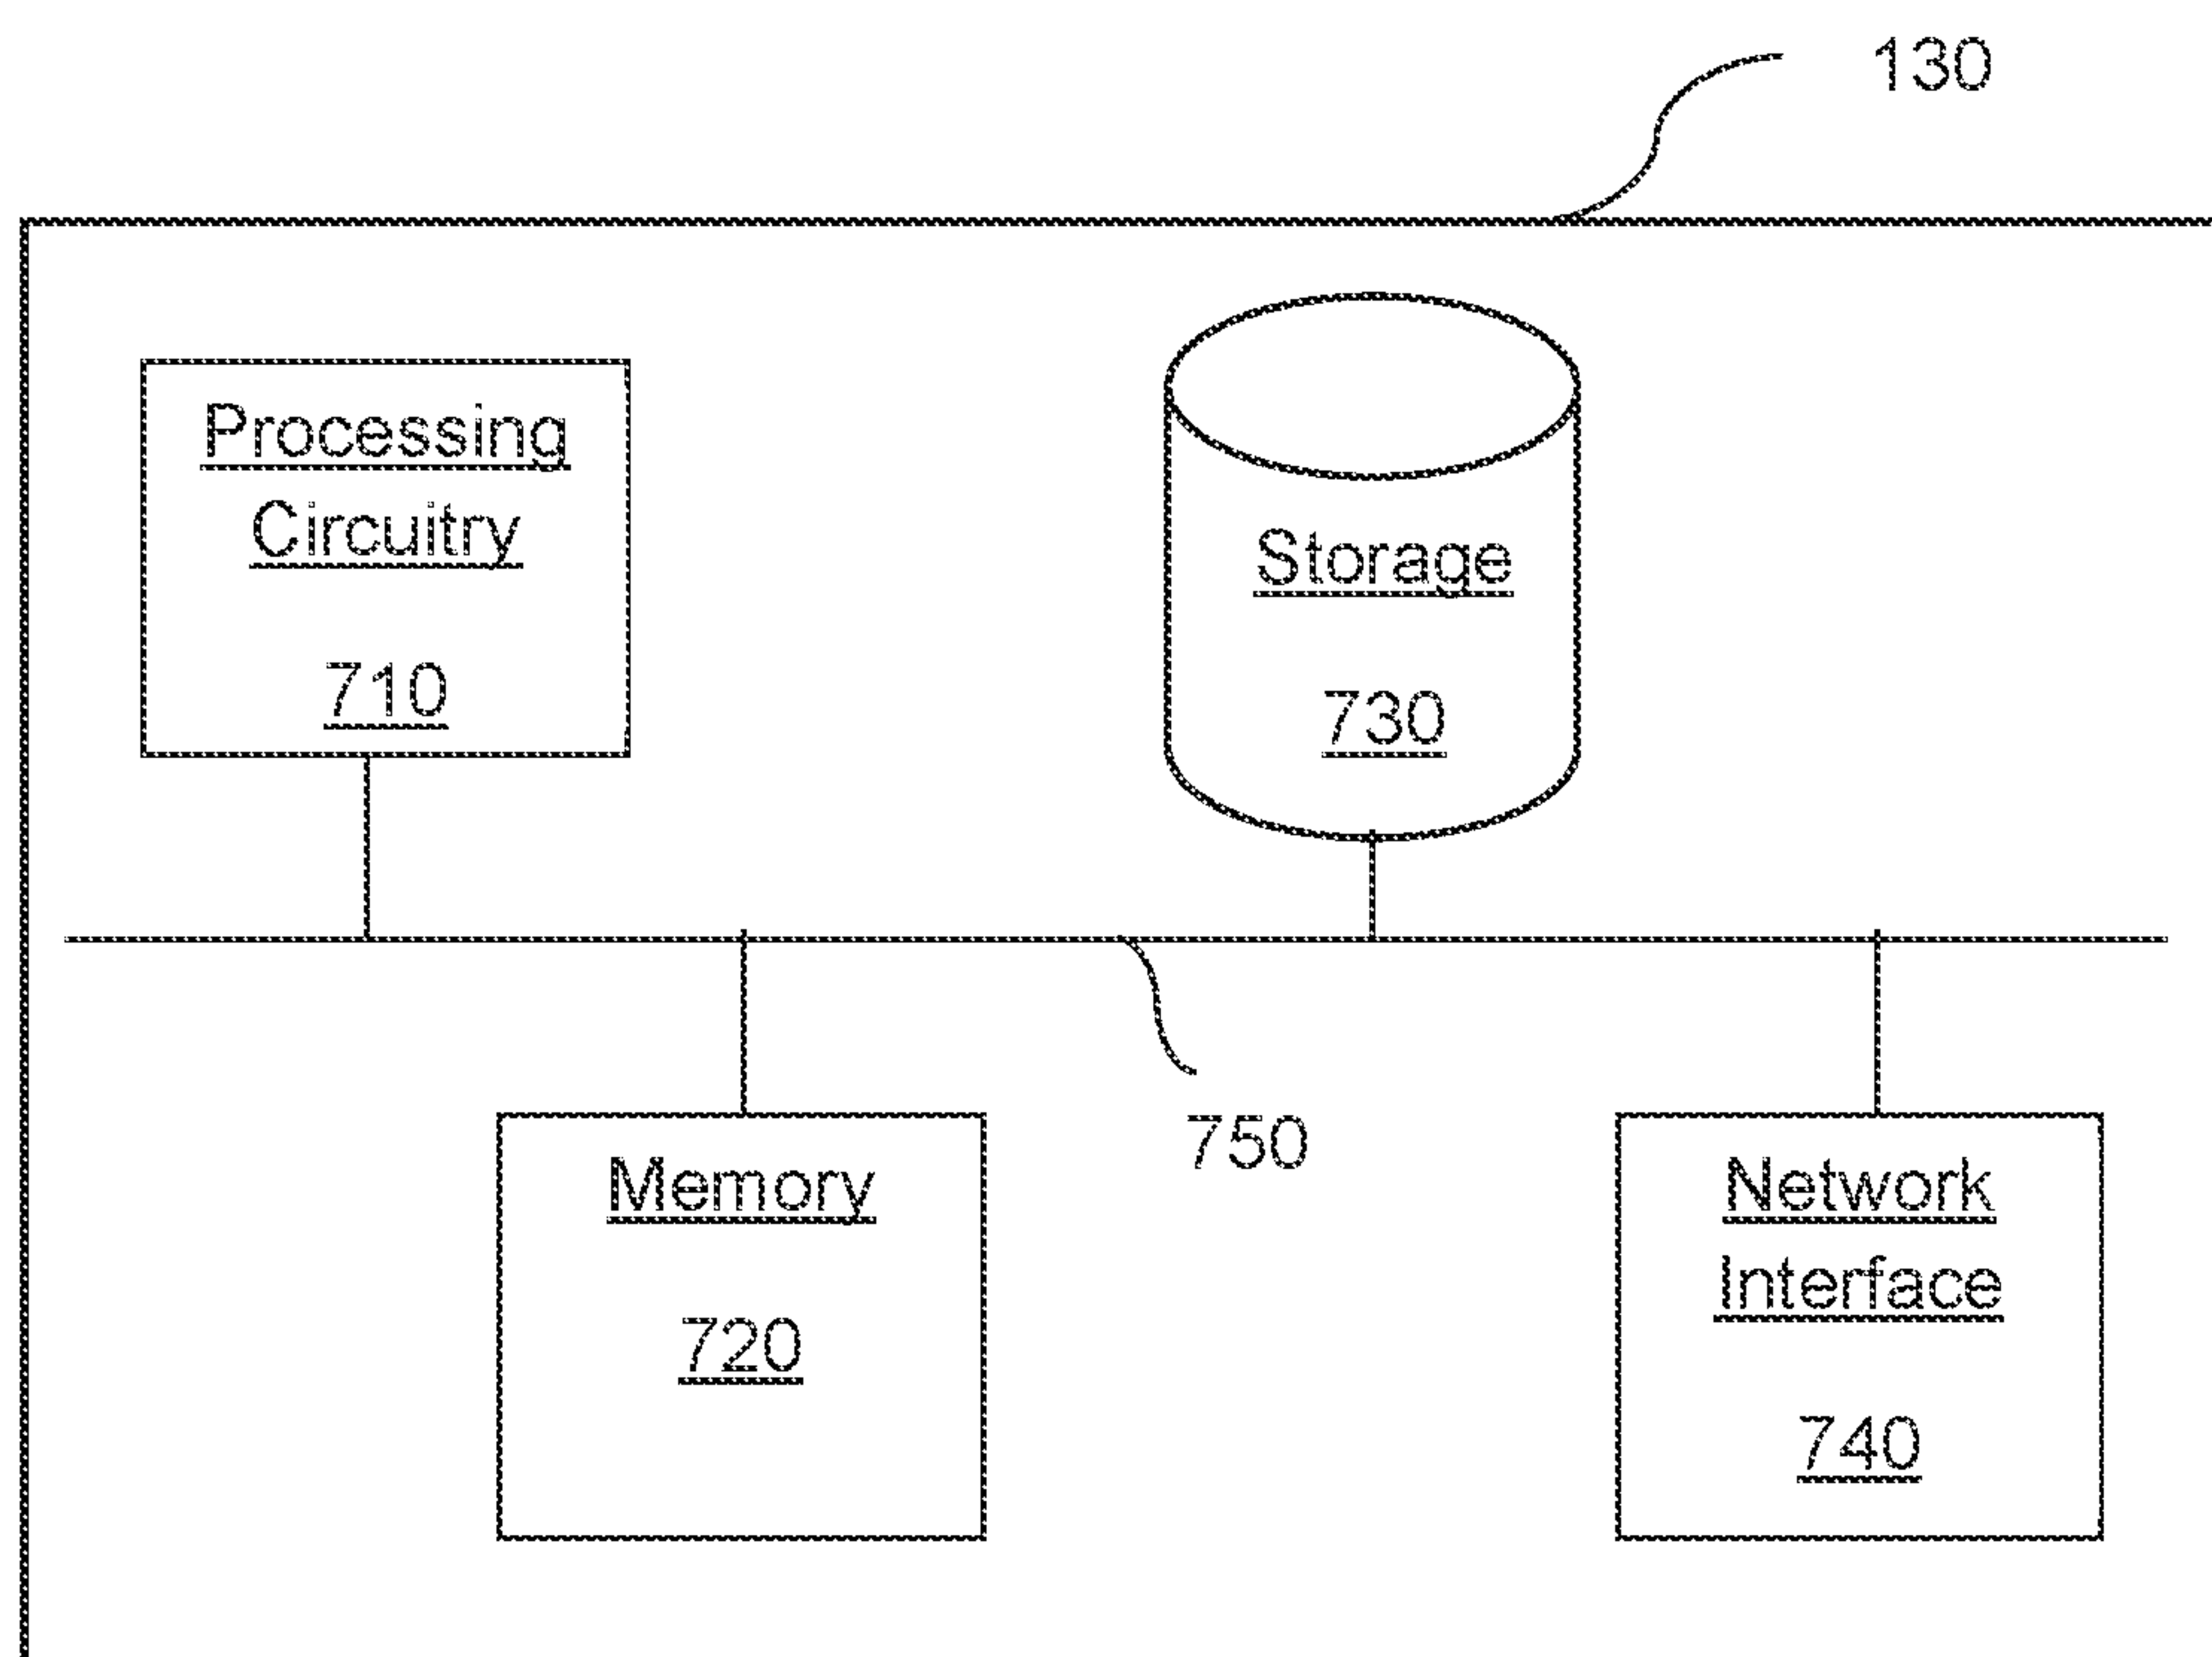 130
Processing
Circuitry
710
Storage
730
750
Memory
720
Network
Interface
740